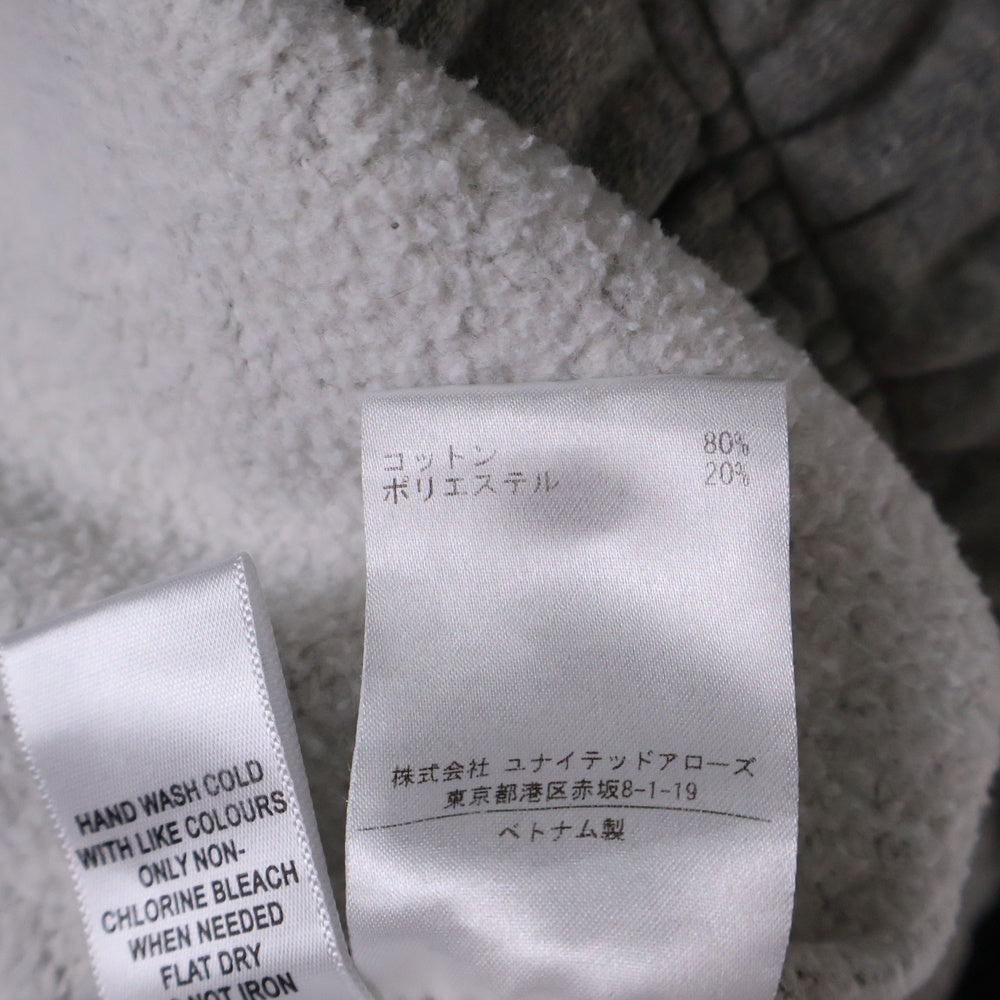 コットン 80%
ポリエステル 20%
株式会社 ユナイテッドアローズ
東京都港区赤坂8-1-19
ベトナム製
HAND WASH COLD
WITH LIKE COLOURS
ONLY NON-
CHLORINE BLEACH
WHEN NEEDED
FLAT DRY
NOT IRON